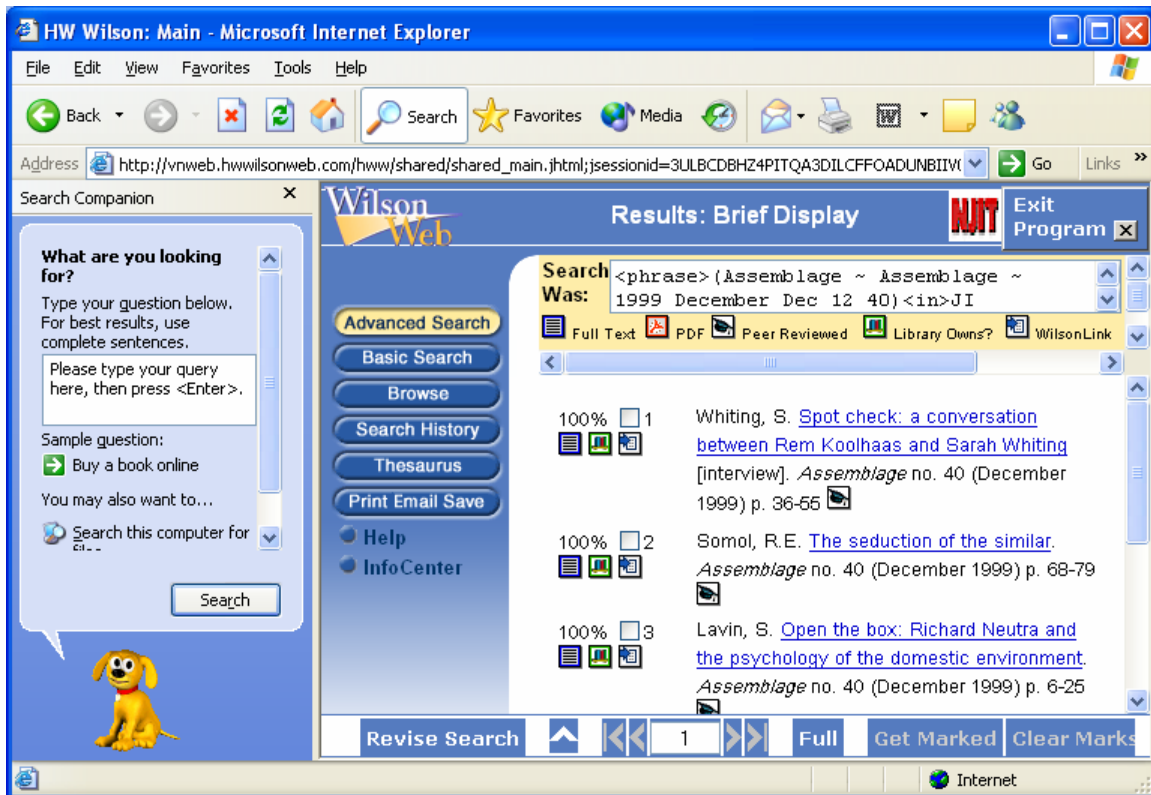 HW Wilson: Main - Microsoft Internet Explorer
File Edit View Favorites Tools Help
Back Search Favorites Media
Address http://vnweb.hwwilsonweb.com/hww/shared/shared_main.jhtml;jsessionid=3ULBCDBHZ4PITQA3DILCFFOADUNBIIV( Go Links »
Search Companion
What are you looking
for?
Type your question below.
For best results, use
complete sentences.
Please type your query
here, then press <Enter>.
Sample question:
Buy a book online
You may also want to...
Search this computer for
Search
Wilson
Web
Results: Brief Display
NJIT
Exit
Program
Advanced Search
Basic Search
Browse
Search History
Thesaurus
Print Email Save
Help
InfoCenter
Search
Was:
<phrase>(Assemblage ~ Assemblage ~
1999 December Dec 12 40)<in>JI
Full Text PDF Peer Reviewed Library Owns? WilsonLink
100% 1 Whiting, S. Spot check: a conversation
between Rem Koolhaas and Sarah Whiting
[interview]. Assemblage no. 40 (December
1999) p. 36-55
100% 2 Somol, R.E. The seduction of the similar.
Assemblage no. 40 (December 1999) p. 68-79
100% 3 Lavin, S. Open the box: Richard Neutra and
the psychology of the domestic environment.
Assemblage no. 40 (December 1999) p. 6-25
Revise Search 1 Full Get Marked Clear Marks
Internet